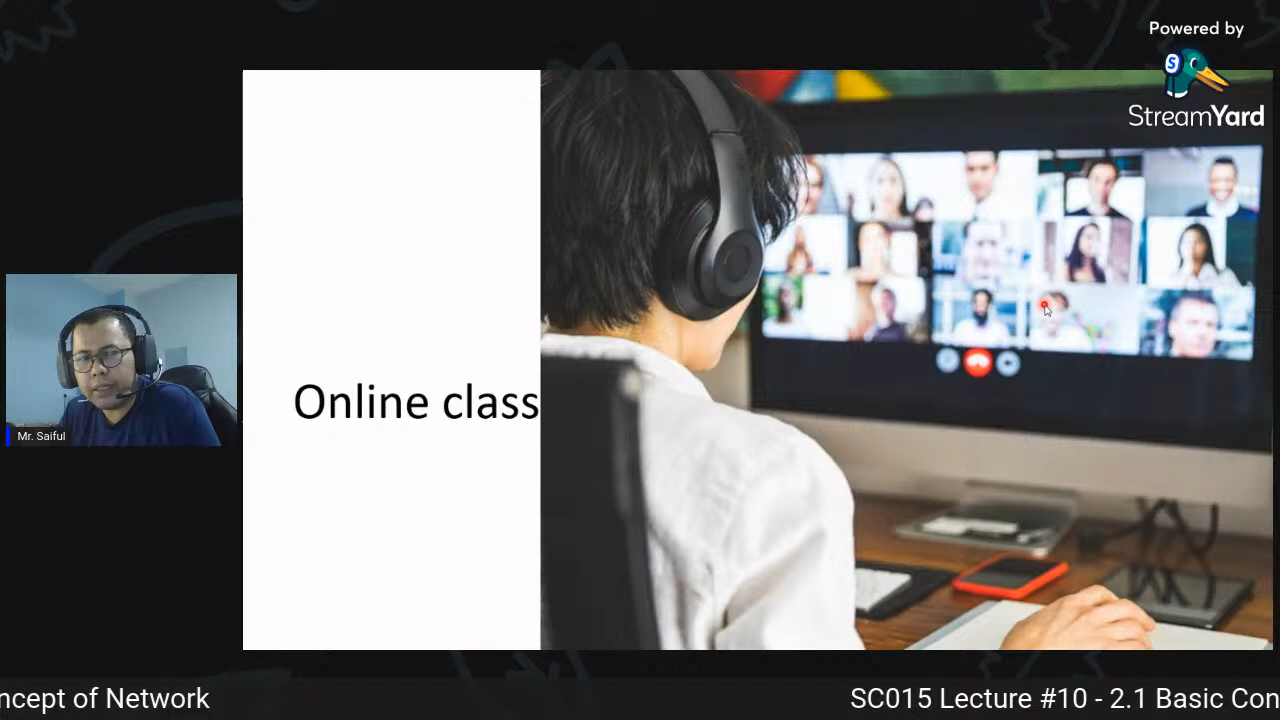 Powered by
StreamYard
Online class
Mr. Saiful
ncept of Network
SC015 Lecture #10 - 2.1 Basic Con